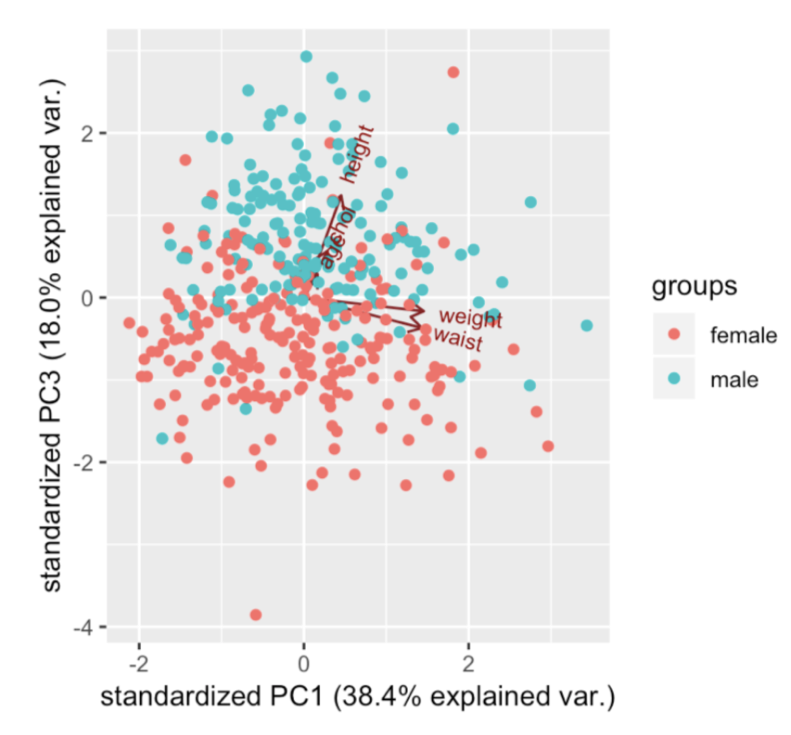 standardized PC3 (18.0% explained var.)
2
0
-2
-4
height
chol
age
weight
waist
-2
0
2
standardized PC1 (38.4% explained var.)
groups
female
male